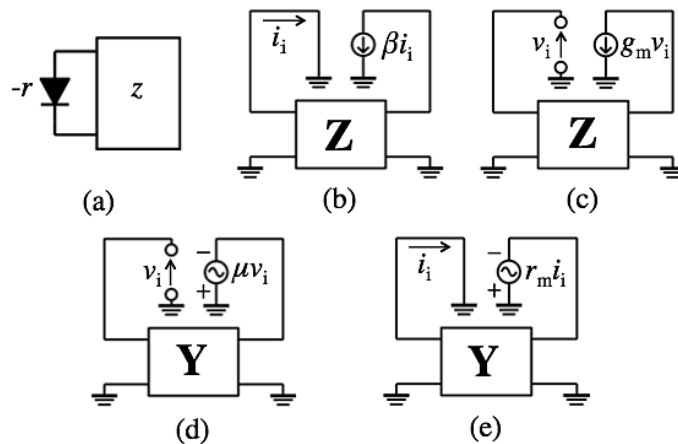 -r
z
(a)
i_i
βi_i
Z
(b)
v_i
g_m v_i
Z
(c)
v_i
−
+
μv_i
Y
(d)
i_i
−
+
r_m i_i
Y
(e)